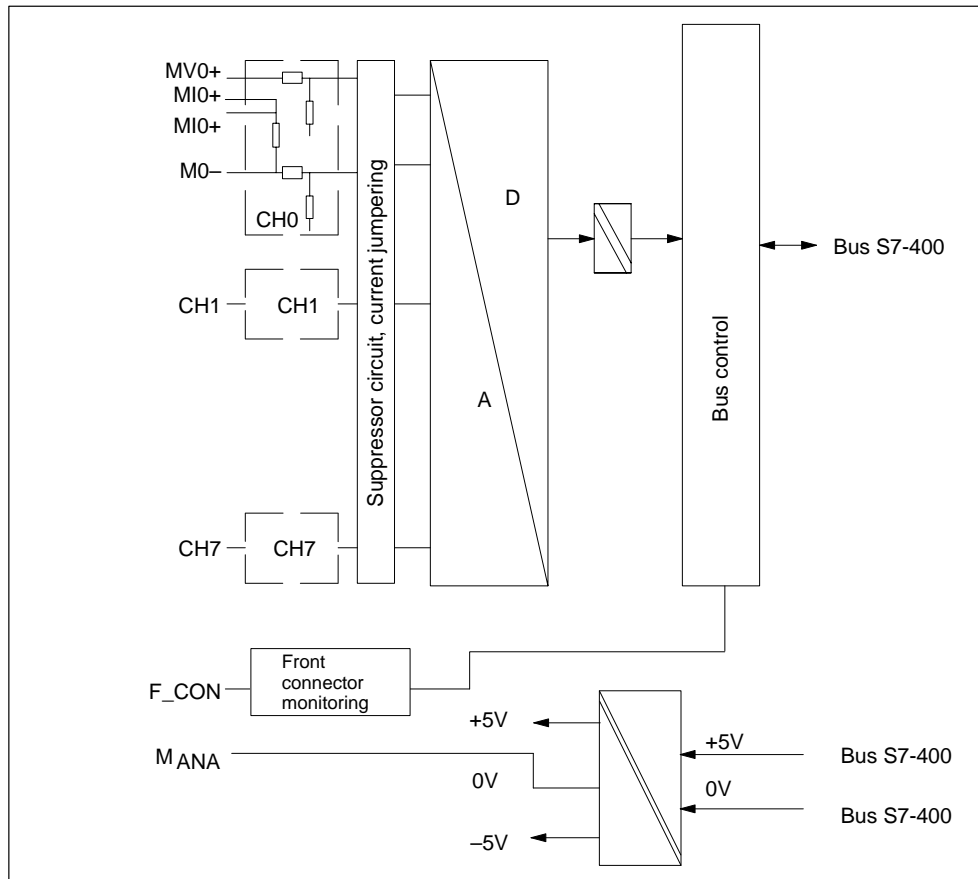 MV0+
MI0+
MI0+
M0–
CH0
CH1
CH1
CH7
CH7
Suppressor circuit, current jumpering
D
A
Bus control
Bus S7-400
F_CON
Front
connector
monitoring
MANA
+5V
0V
–5V
+5V
0V
Bus S7-400
Bus S7-400